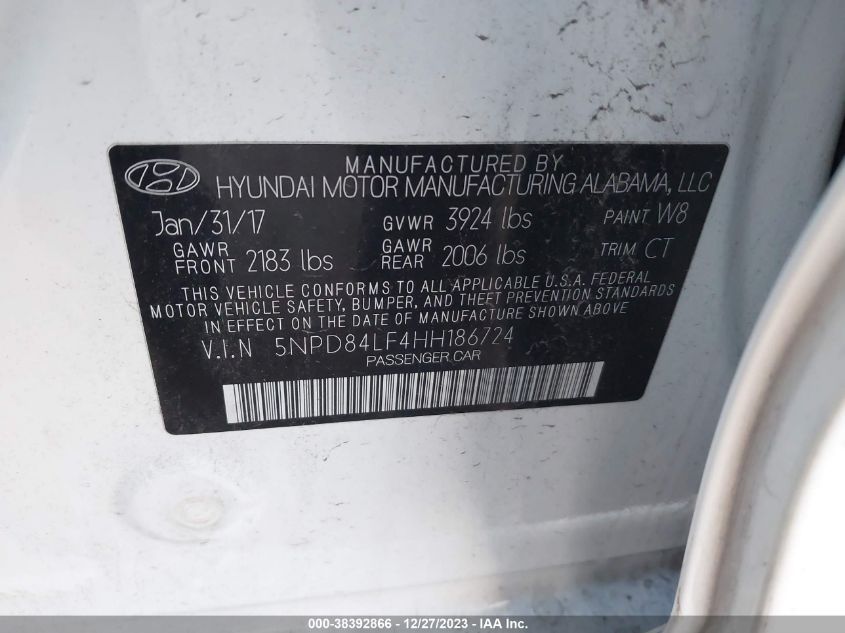 MANUFACTURED BY
HYUNDAI MOTOR MANUFACTURING ALABAMA, LLC
Jan/31/17 GVWR 3924 lbs PAINT W8
GAWR FRONT 2183 lbs GAWR REAR 2006 lbs TRIM CT
THIS VEHICLE CONFORMS TO ALL APPLICABLE U.S.A. FEDERAL
MOTOR VEHICLE SAFETY, BUMPER, AND THEFT PREVENTION STANDARDS
IN EFFECT ON THE DATE OF MANUFACTURE SHOWN ABOVE
V.I.N 5NPD84LF4HH186724
PASSENGER CAR
000-38392866 - 12/27/2023 - IAA Inc.